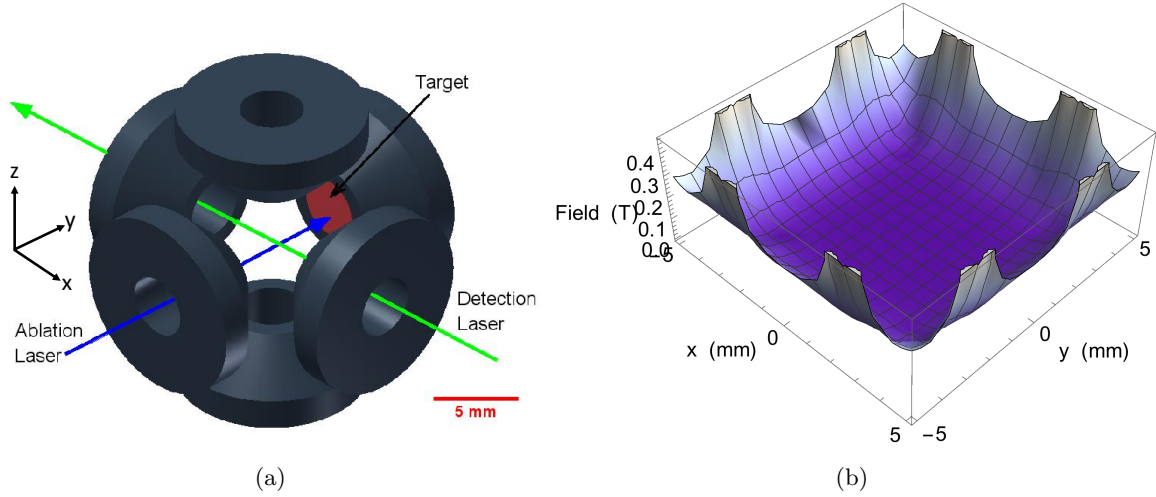 Target
z
y
x
Ablation
Laser
Detection
Laser
5 mm
(a)
0.4
0.3
Field (T)
0.2
0.1
0.0
-5
0
5
x (mm)
-5
0
5
y (mm)
(b)